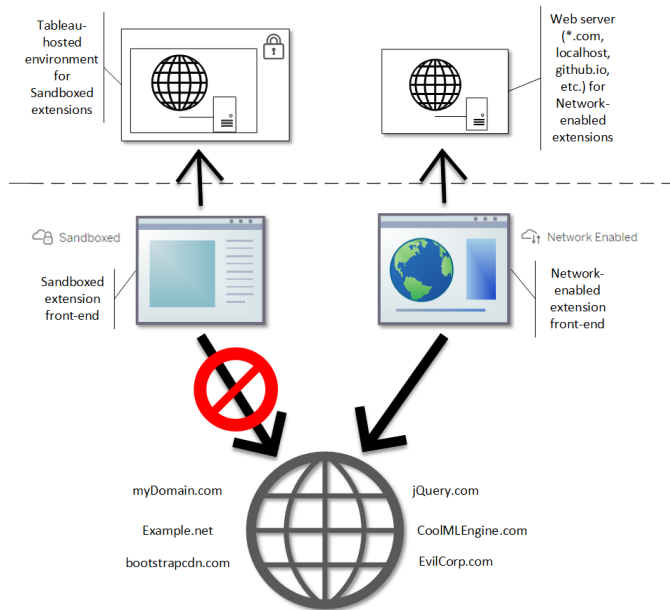 Tableau-
hosted
environment
for
Sandboxed
extensions
Web server
(*.com,
localhost,
github.io,
etc.) for
Network-
enabled
extensions
Sandboxed
Network Enabled
Sandboxed
extension
front-end
Network-
enabled
extension
front-end
myDomain.com
jQuery.com
Example.net
CoolMLEngine.com
bootstrapcdn.com
EvilCorp.com